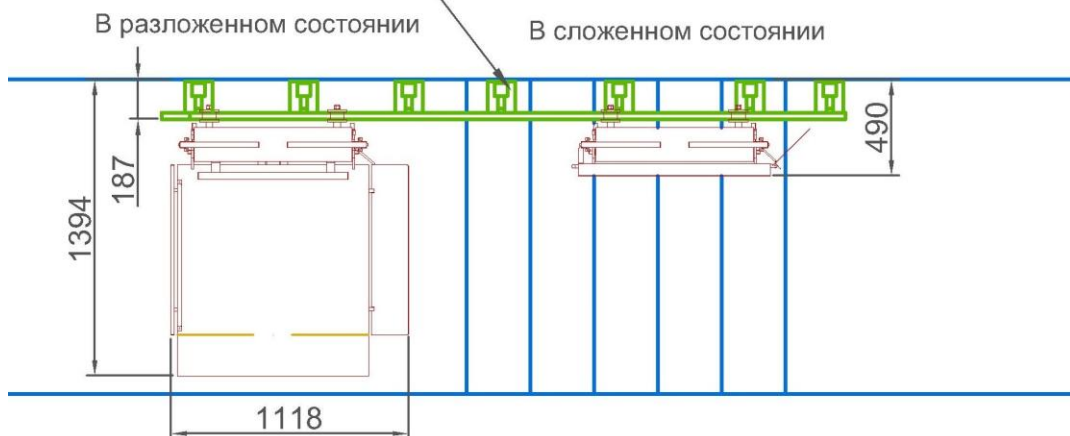 В разложенном состоянии
В сложенном состоянии
1394
187
490
1118